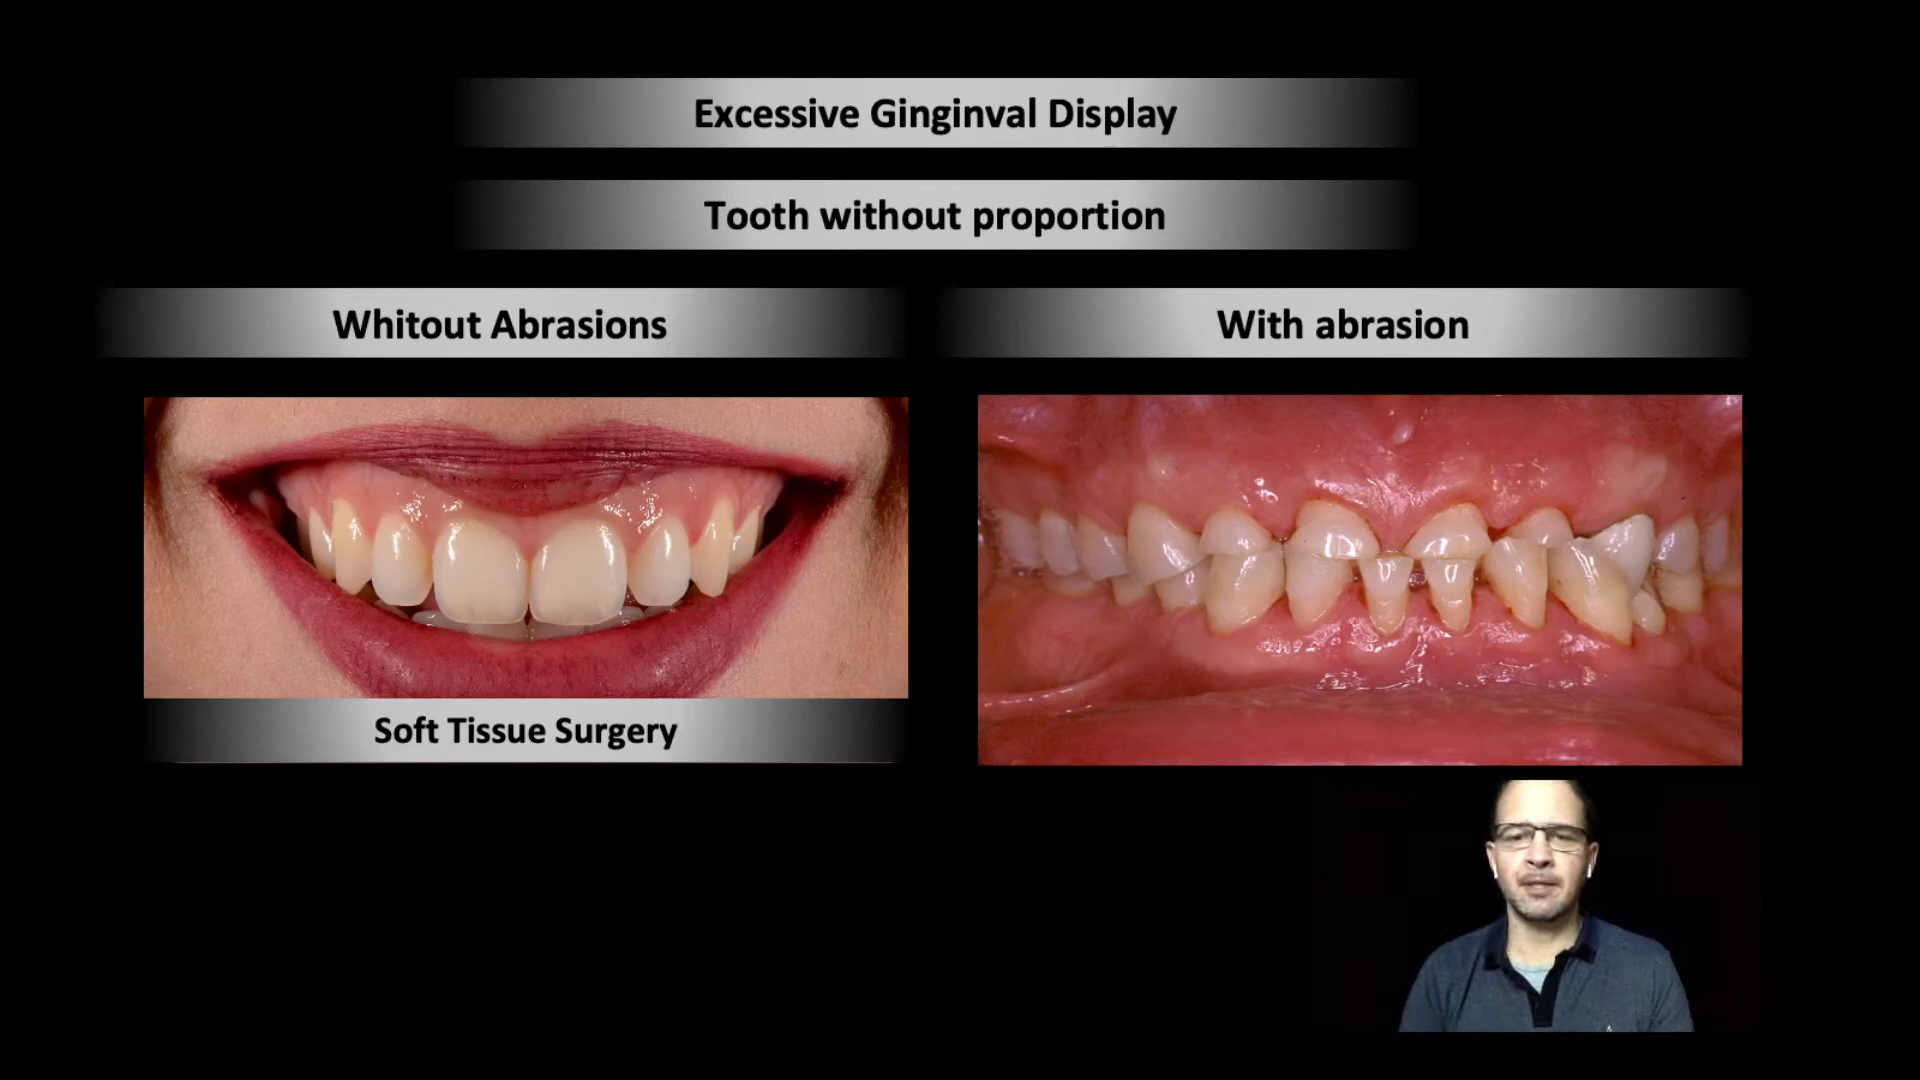 Excessive Ginginval Display
Tooth without proportion
Whitout Abrasions
With abrasion
Soft Tissue Surgery